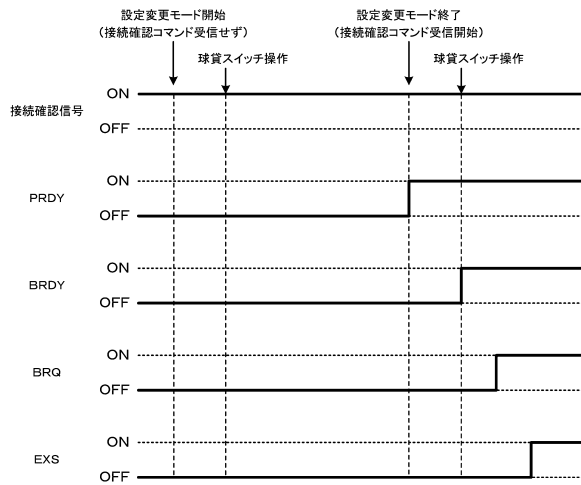 設定変更モード開始
(接続確認コマンド受信せず)
球貸スイッチ操作
設定変更モード終了
(接続確認コマンド受信開始)
球貸スイッチ操作
接続確認信号
ON
OFF
PRDY
ON
OFF
BRDY
ON
OFF
BRQ
ON
OFF
EXS
ON
OFF